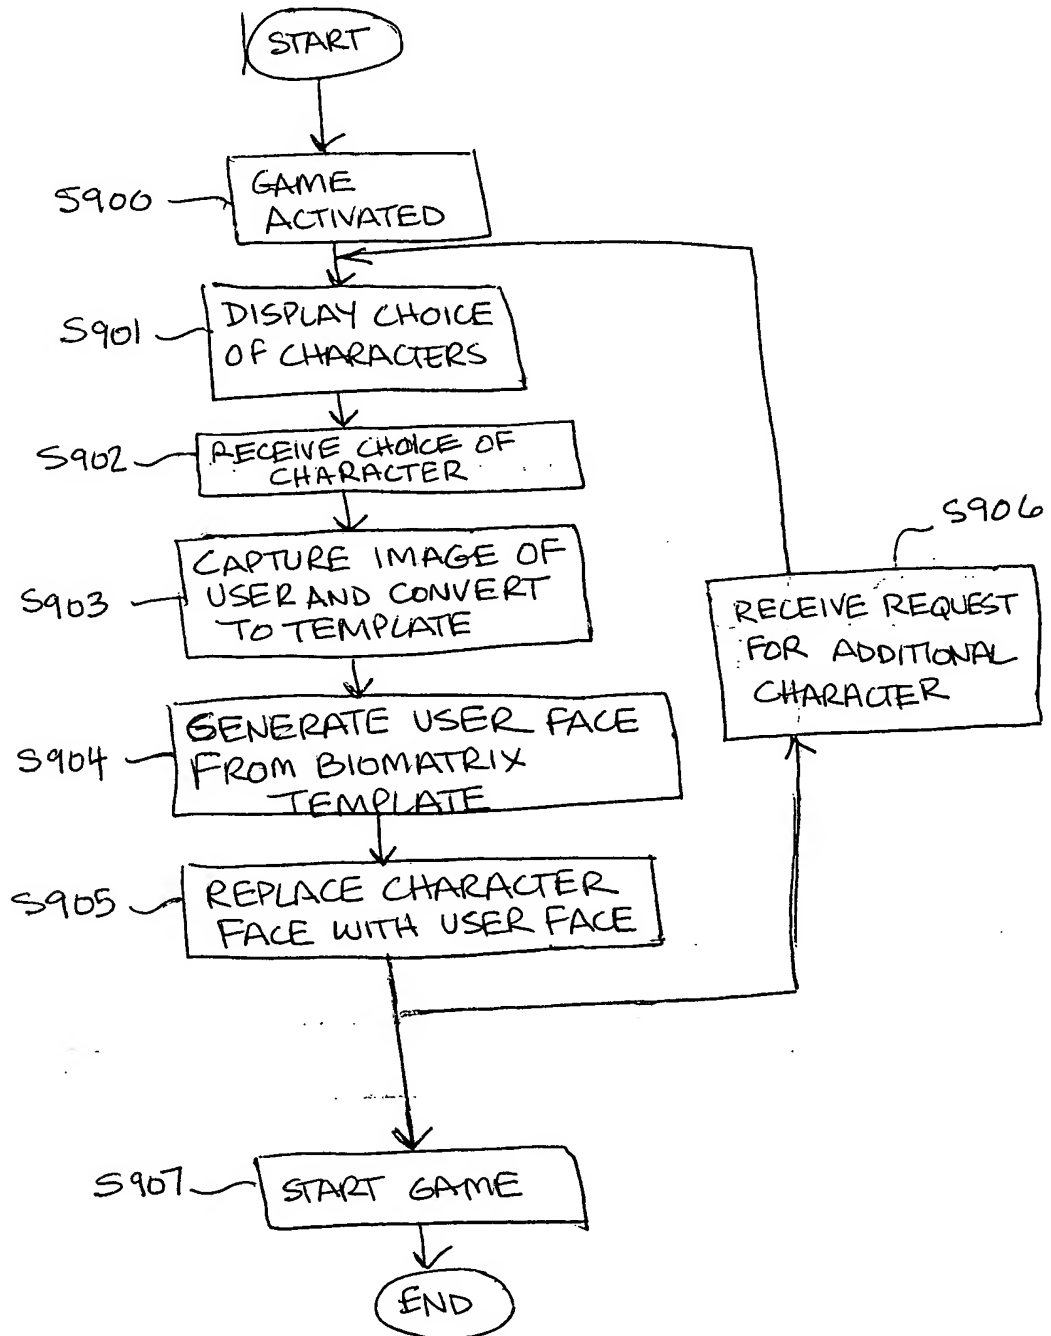 START
S900
GAME
ACTIVATED
S901
DISPLAY CHOICE
OF CHARACTERS
S902
RECEIVE CHOICE OF
CHARACTER
S903
CAPTURE IMAGE OF
USER AND CONVERT
TO TEMPLATE
S906
RECEIVE REQUEST
FOR ADDITIONAL
CHARACTER
S904
GENERATE USER FACE
FROM BIOMATRIX
TEMPLATE
S905
REPLACE CHARACTER
FACE WITH USER FACE
S907
START GAME
END